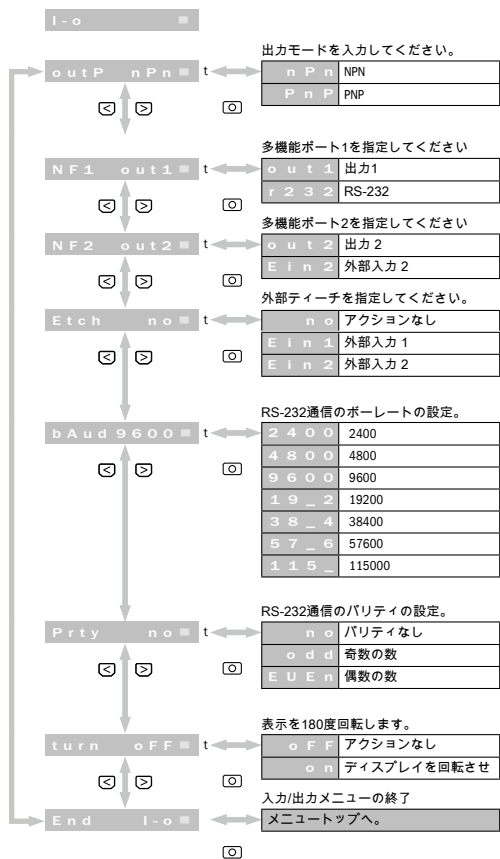 I-o
出力モードを入力してください。
outP nPn t
nPn NPN
PnP PNP
< > O
多機能ポート1を指定してください
NF1 out1 t
out1 出力1
r232 RS-232
< > O
多機能ポート2を指定してください
NF2 out2 t
out2 出力 2
Ein2 外部入力 2
< > O
外部ティーチを指定してください。
Etch no t
no アクションなし
Ein1 外部入力 1
Ein2 外部入力 2
< > O
RS-232通信のボーレートの設定。
bAud9600 t
2400 2400
4800 4800
9600 9600
19_2 19200
38_4 38400
57_6 57600
115_ 115000
< > O
RS-232通信のパリティの設定。
Prty no t
no パリティなし
odd 奇数の数
EUEn 偶数の数
< > O
表示を180度回転します。
turn oFF t
oFF アクションなし
on ディスプレイを回転させ
< > O
入力/出力メニューの終了
End I-o
メニュートップへ。
O